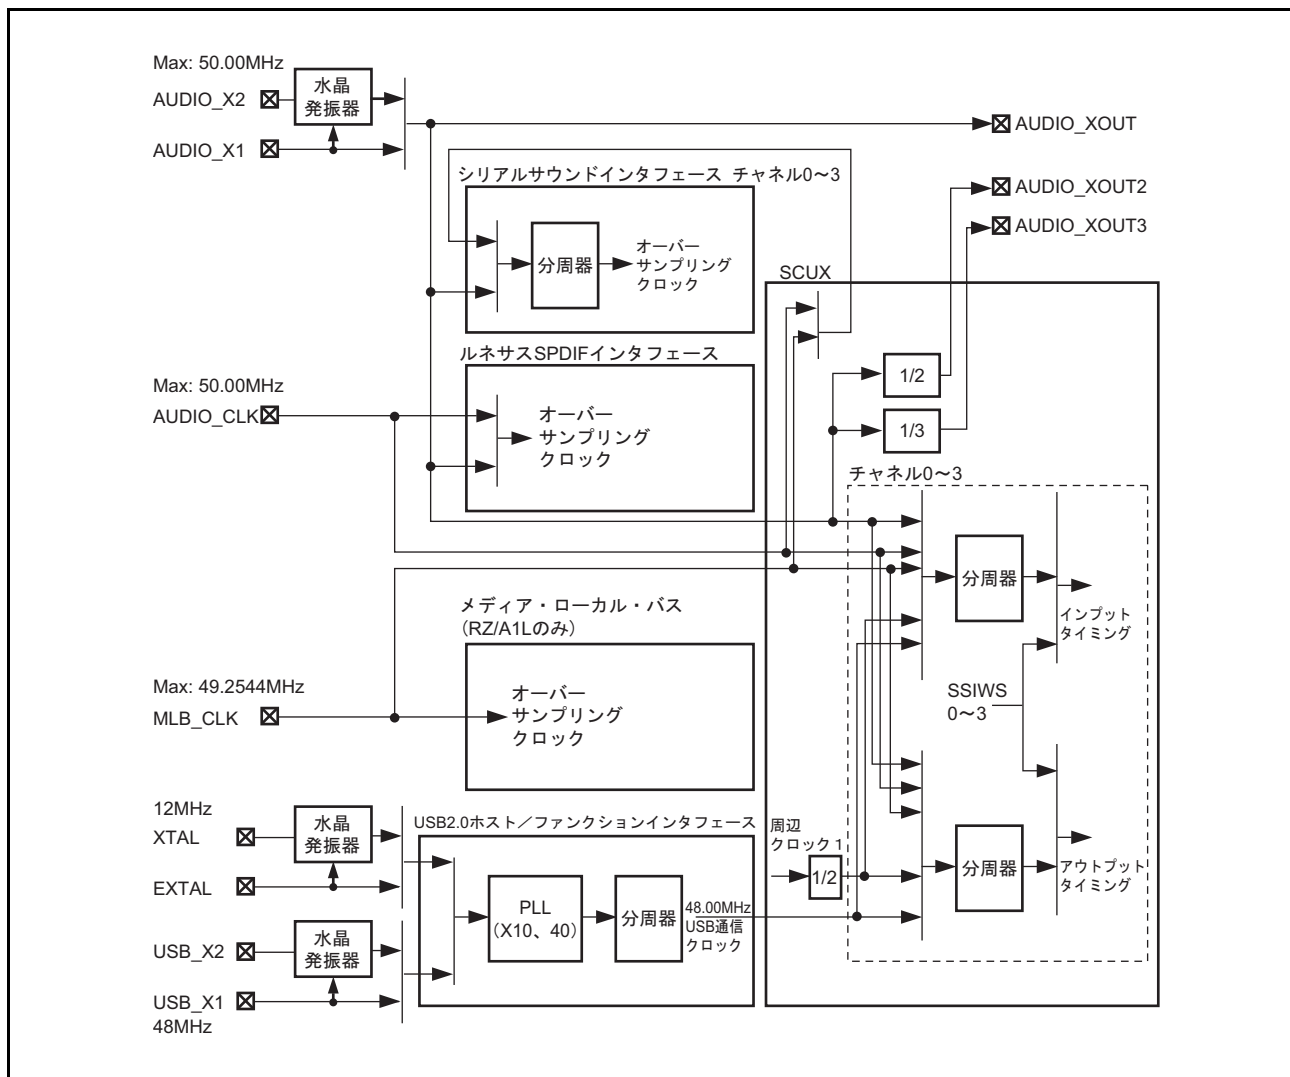 Max: 50.00MHz
AUDIO_X2
水晶
発振器
AUDIO_X1
AUDIO_XOUT
AUDIO_XOUT2
AUDIO_XOUT3
シリアルサウンドインタフェース チャネル0〜3
分周器
オーバー
サンプリング
クロック
SCUX
ルネサスSPDIFインタフェース
オーバー
サンプリング
クロック
Max: 50.00MHz
AUDIO_CLK
1/2
1/3
チャネル0〜3
分周器
インプット
タイミング
SSIWS
0〜3
メディア・ローカル・バス
(RZ/A1Lのみ)
オーバー
サンプリング
クロック
Max: 49.2544MHz
MLB_CLK
12MHz
XTAL
水晶
発振器
EXTAL
USB_X2
水晶
発振器
USB_X1
48MHz
USB2.0ホスト/ファンクションインタフェース
PLL
(X10、40)
分周器
48.00MHz
USB通信
クロック
周辺
クロック1
1/2
分周器
アウトプット
タイミング